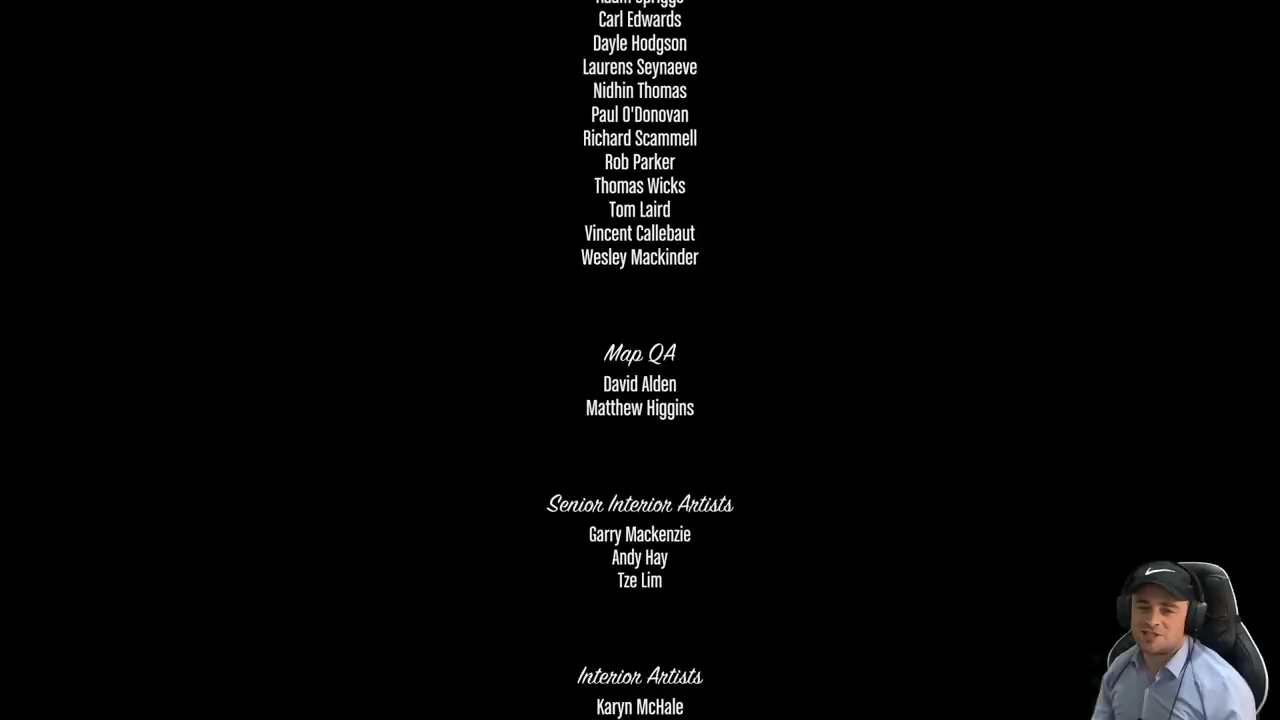 Carl Edwards
Dayle Hodgson
Laurens Seynaeve
Nidhin Thomas
Paul O'Donovan
Richard Scammell
Rob Parker
Thomas Wicks
Tom Laird
Vincent Callebaut
Wesley Mackinder
Map QA
David Alden
Matthew Higgins
Senior Interior Artists
Garry Mackenzie
Andy Hay
Tze Lim
Interior Artists
Karyn McHale